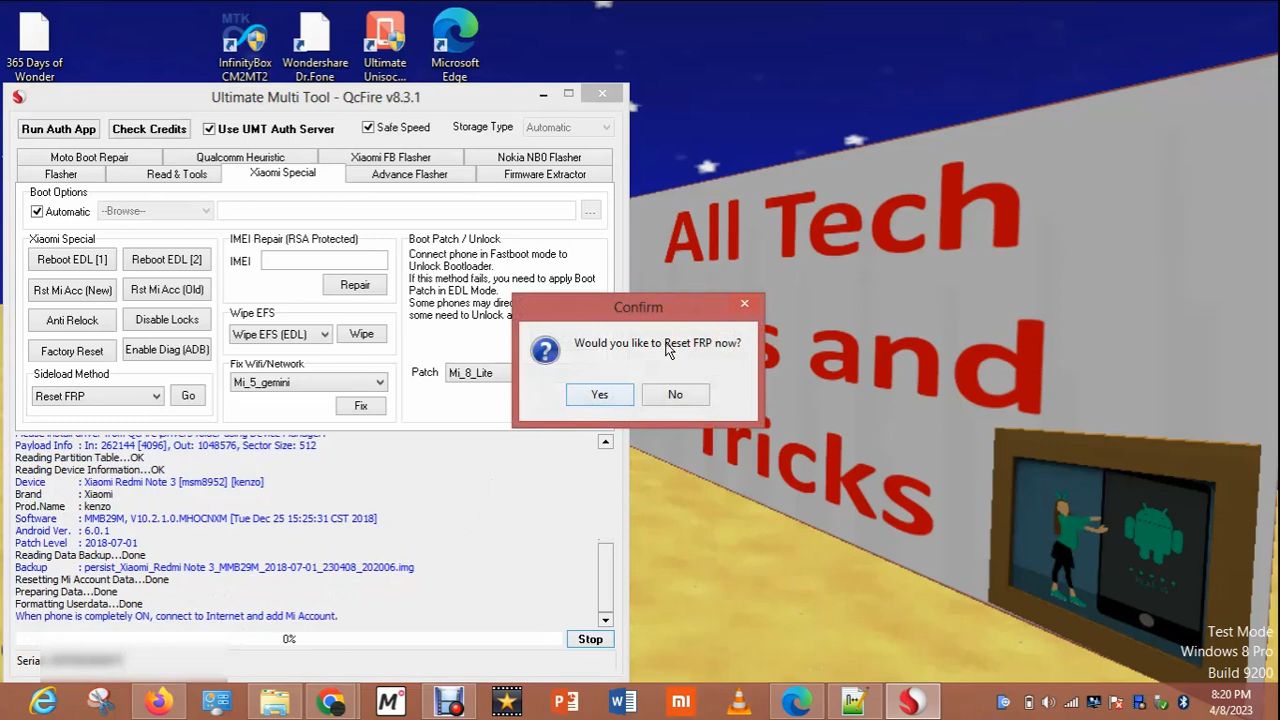 365 Days of
Wonder
MTK
InfinityBox
CM2MT2
Wondershare
Dr.Fone
Ultimate
Unisoc...
Microsoft
Edge
Ultimate Multi Tool - QcFire v8.3.1
Run Auth App
Check Credits
Use UMT Auth Server
Safe Speed
Storage Type
Automatic
Moto Boot Repair
Qualcomm Heuristic
Xiaomi FB Flasher
Nokia NB0 Flasher
Flasher
Read & Tools
Xiaomi Special
Advance Flasher
Firmware Extractor
Boot Options
Automatic
--Browse--
...
Xiaomi Special
Reboot EDL [1]
Reboot EDL [2]
Rst Mi Acc (New)
Rst Mi Acc (Old)
Anti Relock
Disable Locks
Factory Reset
Enable Diag (ADB)
Sideload Method
Reset FRP
Go
IMEI Repair (RSA Protected)
IMEI
Repair
Wipe EFS
Wipe EFS (EDL)
Wipe
Fix Wifi/Network
Mi_5_gemini
Fix
Boot Patch / Unlock
Connect phone in Fastboot mode to
Unlock Bootloader.
If this method fails, you need to apply Boot
Patch in EDL Mode.
Some phones may direc
some need to Unlock a
Patch
Mi_8_Lite
Confirm
Would you like to Reset FRP now?
Yes
No
Please install driver from QcFire Drivers folder using Device Manager.
Payload Info : In: 262144 [4096], Out: 1048576, Sector Size: 512
Reading Partition Table...OK
Reading Device Information...OK
Device : Xiaomi Redmi Note 3 [msm8952] [kenzo]
Brand : Xiaomi
Prod.Name : kenzo
Software : MMB29M, V10.2.1.0.MHOCNXM [Tue Dec 25 15:25:31 CST 2018]
Android Ver. : 6.0.1
Patch Level : 2018-07-01
Reading Data Backup...Done
Backup : persist_Xiaomi_Redmi Note 3_MMB29M_2018-07-01_230408_202006.img
Resetting Mi Account Data...Done
Preparing Data...Done
Formatting Userdata...Done
When phone is completely ON, connect to Internet and add Mi Account.
0%
Stop
Seria
All Tech
s and
Tricks
Test Mode
Windows 8 Pro
Build 9200
8:20 PM
4/8/2023